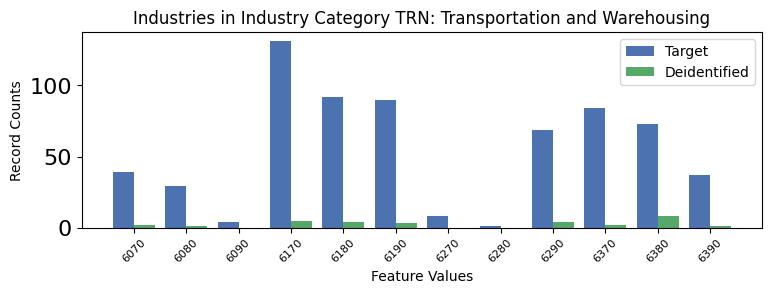 Industries in Industry Category TRN: Transportation and Warehousing
Target
Deidentified
Record Counts
100
50
0
6070 6080 6090 6170 6180 6190 6270 6280 6290 6370 6380 6390
Feature Values